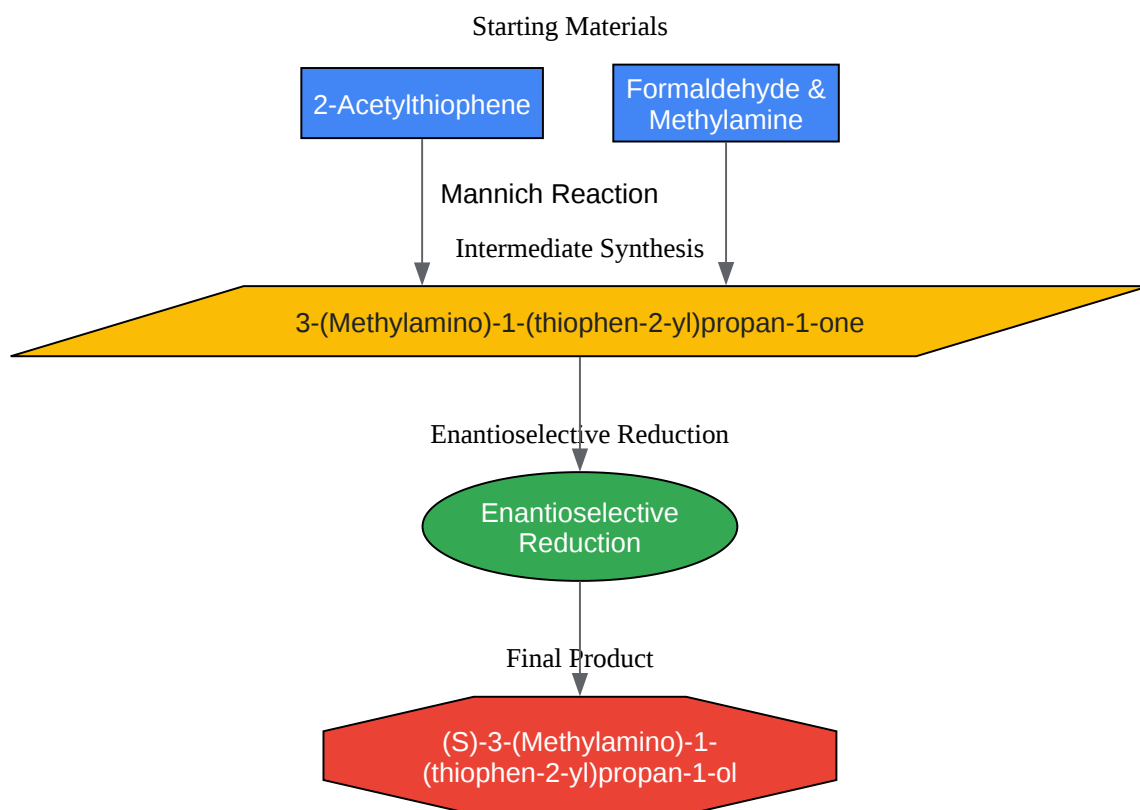 Starting Materials
2-Acetylthiophene
Formaldehyde &
Methylamine
Mannich Reaction
Intermediate Synthesis
3-(Methylamino)-1-(thiophen-2-yl)propan-1-one
Enantioselective Reduction
Enantioselective
Reduction
Final Product
(S)-3-(Methylamino)-1-
(thiophen-2-yl)propan-1-ol